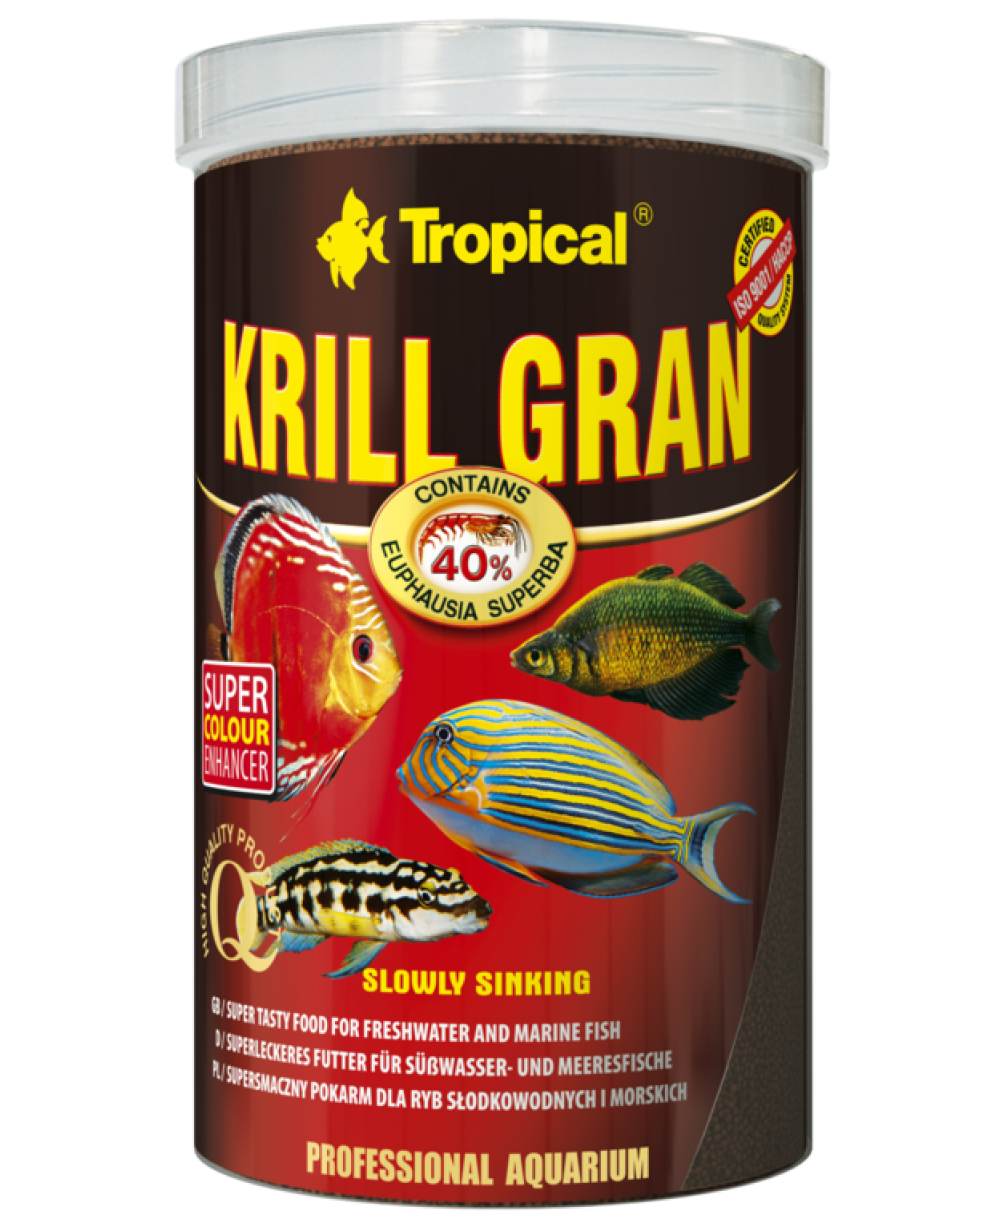 Tropical®
CERTIFIED
ISO 9001/HACCP
QUALITY SYSTEM
KRILL GRAN
CONTAINS
40%
EUPHAUSIA SUPERBA
SUPER
COLOUR
ENHANCER
HIGH QUALITY PRO
Q
SLOWLY SINKING
GB/ SUPER TASTY FOOD FOR FRESHWATER AND MARINE FISH
D/ SUPERLECKERES FUTTER FÜR SÜßWASSER- UND MEERESFISCHE
PL/ SUPERSMACZNY POKARM DLA RYB SŁODKOWODNYCH I MORSKICH
PROFESSIONAL AQUARIUM